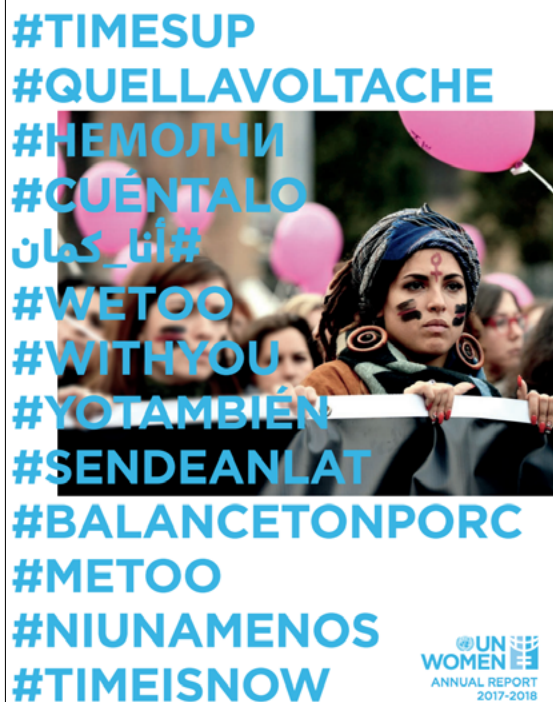 #TIMESUP
#QUELLAVOLTACHE
#НЕМОЛЧИ
#CUÉNTALO
#أنا_كمان
#WETOO
#WITHYOU
#YOTAMBIÉN
#SENDEANLAT
#BALANCETONPORC
#METOO
#NIUNAMENOS
#TIMEISNOW
UN
WOMEN
ANNUAL REPORT
2017-2018